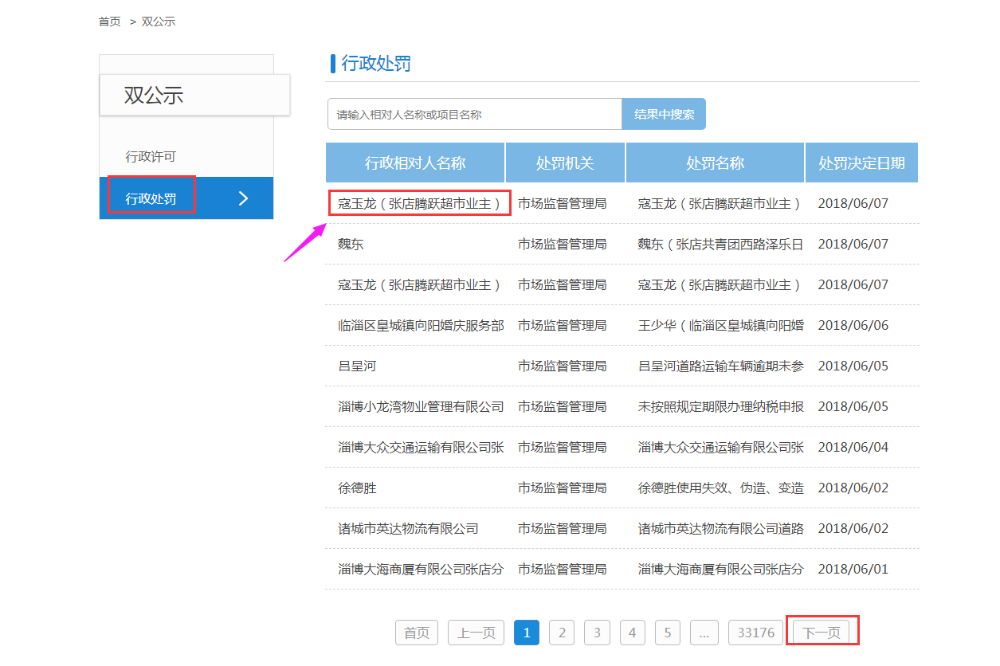 首页 > 双公示
双公示
行政许可
行政处罚
行政处罚
请输入相对人名称或项目名称 结果中搜索
行政相对人名称 处罚机关 处罚名称 处罚决定日期
寇玉龙（张店腾跃超市业主） 市场监督管理局 寇玉龙（张店腾跃超市业主） 2018/06/07
魏东 市场监督管理局 魏东（张店共青团西路泽乐日 2018/06/07
寇玉龙（张店腾跃超市业主） 市场监督管理局 寇玉龙（张店腾跃超市业主） 2018/06/07
临淄区皇城镇向阳婚庆服务部 市场监督管理局 王少华（临淄区皇城镇向阳婚 2018/06/06
吕呈河 市场监督管理局 吕呈河道路运输车辆逾期未参 2018/06/05
淄博小龙湾物业管理有限公司 市场监督管理局 未按照规定期限办理纳税申报 2018/06/05
淄博大众交通运输有限公司张 市场监督管理局 淄博大众交通运输有限公司张 2018/06/04
徐德胜 市场监督管理局 徐德胜使用失效、伪造、变造 2018/06/02
诸城市英达物流有限公司 市场监督管理局 诸城市英达物流有限公司道路 2018/06/02
淄博大海商厦有限公司张店分 市场监督管理局 淄博大海商厦有限公司张店分 2018/06/01
首页 上一页 1 2 3 4 5 ... 33176 下一页